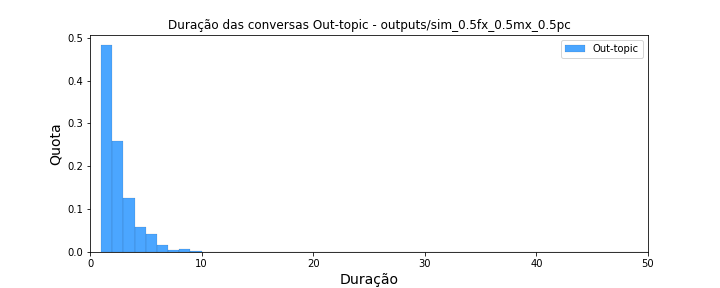 Duração das conversas Out-topic - outputs/sim_0.5fx_0.5mx_0.5pc
Out-topic
Quota
0.5
0.4
0.3
0.2
0.1
0.0
0 10 20 30 40 50
Duração